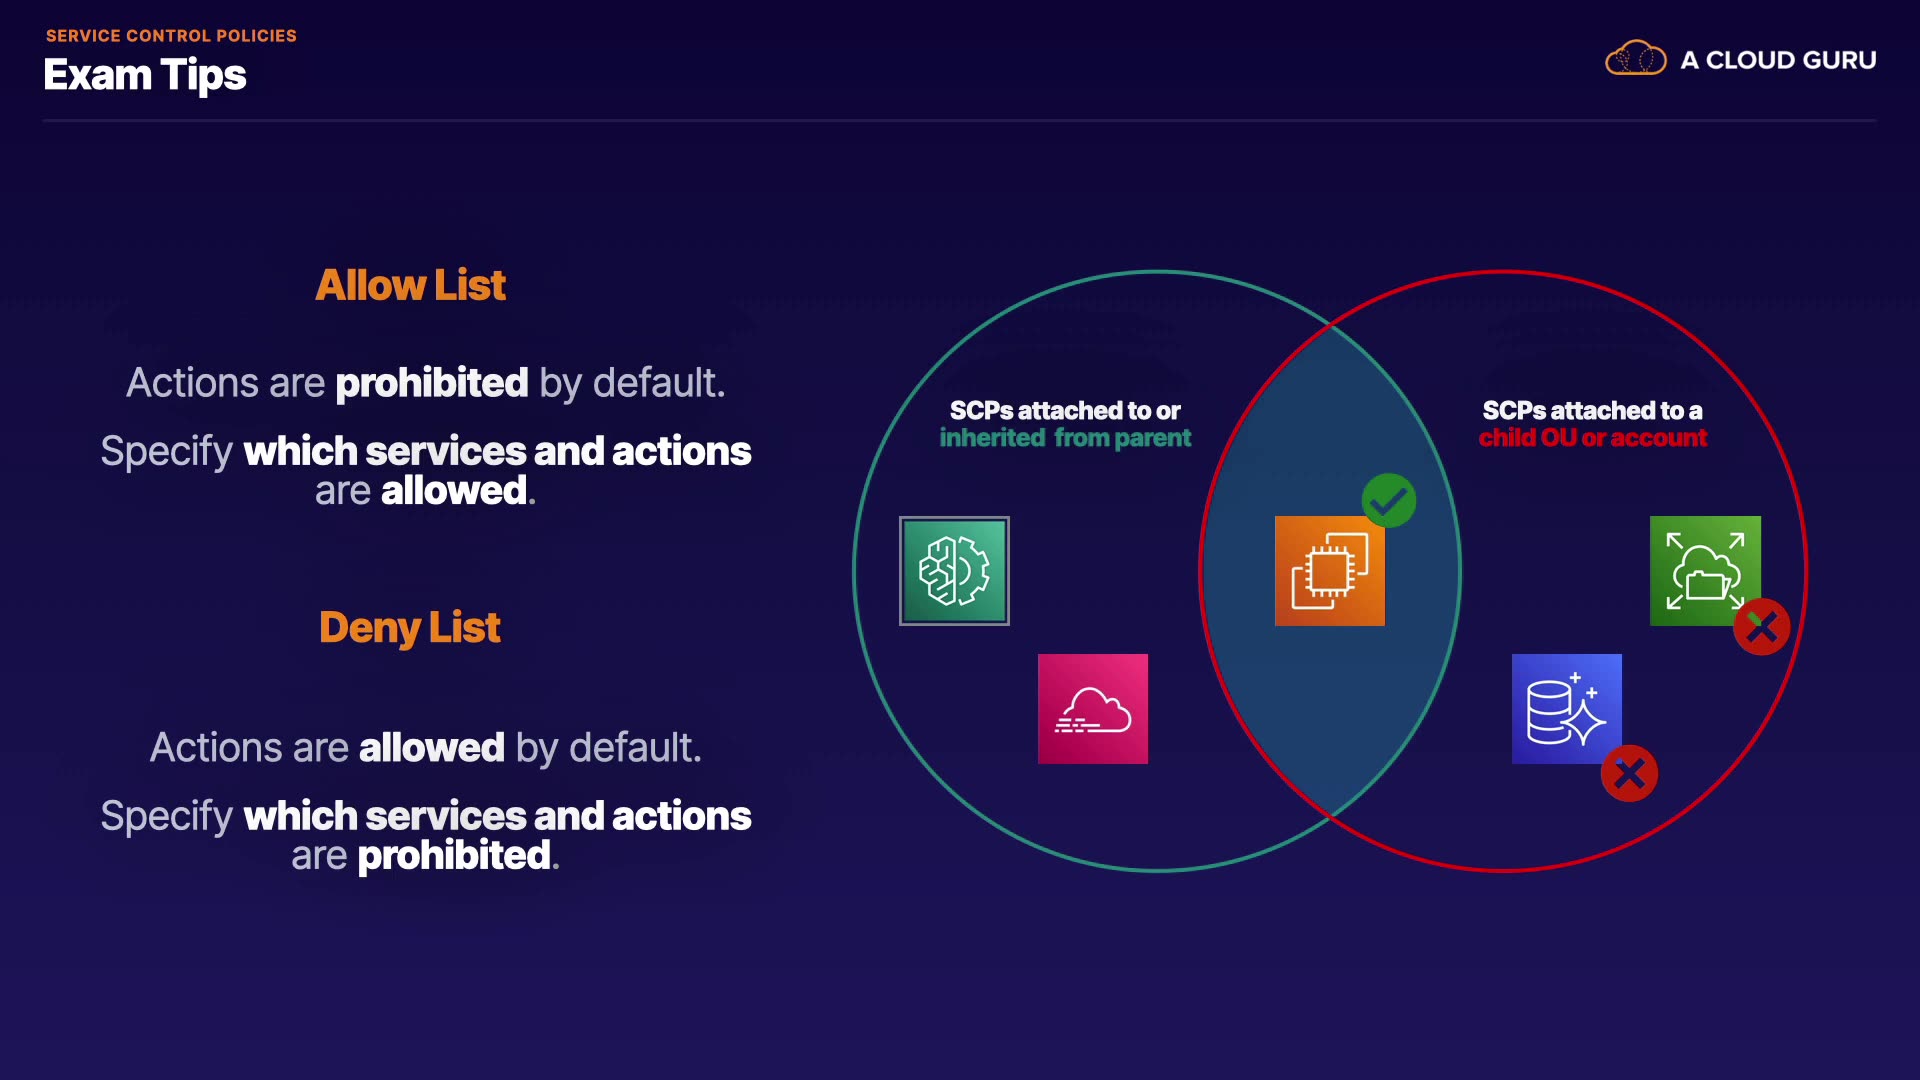 SERVICE CONTROL POLICIES
Exam Tips
A CLOUD GURU
Allow List
Actions are prohibited by default.
Specify which services and actions
are allowed.
Deny List
Actions are allowed by default.
Specify which services and actions
are prohibited.
SCPs attached to or
inherited from parent
SCPs attached to a
child OU or account